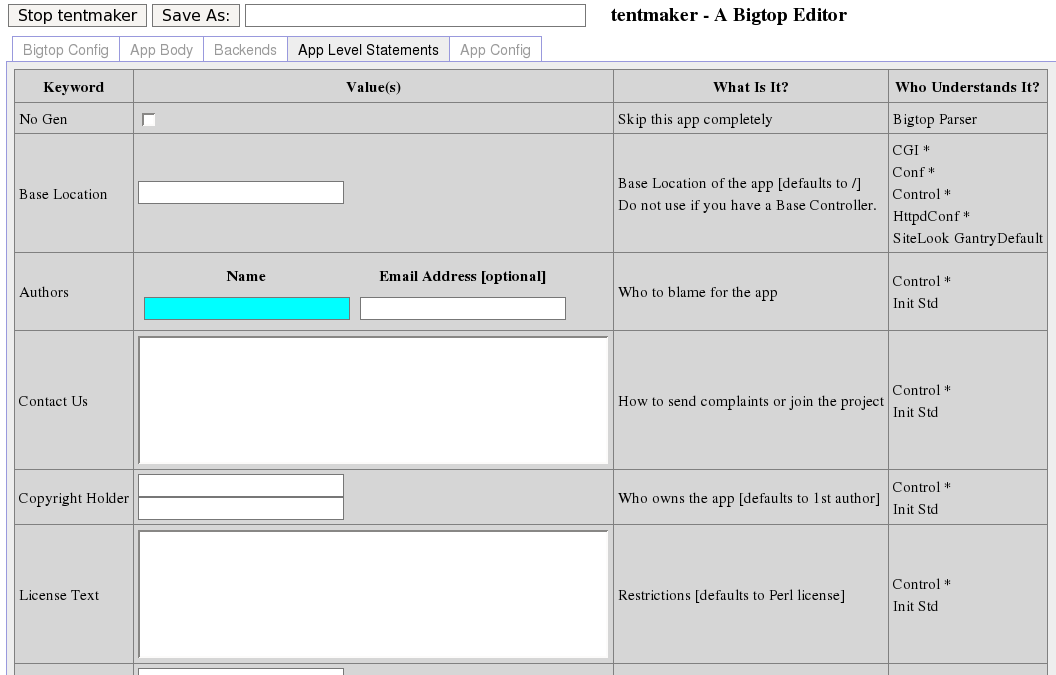 Stop tentmaker Save As: tentmaker - A Bigtop Editor
Bigtop Config App Body Backends App Level Statements App Config
Keyword Value(s) What Is It? Who Understands It?
No Gen Skip this app completely Bigtop Parser
Base Location
Base Location of the app [defaults to /]
Do not use if you have a Base Controller.
CGI *
Conf *
Control *
HttpdConf *
SiteLook GantryDefault
Authors
Name Email Address [optional]
Who to blame for the app
Control *
Init Std
Contact Us
How to send complaints or join the project
Control *
Init Std
Copyright Holder
Who owns the app [defaults to 1st author]
Control *
Init Std
License Text
Restrictions [defaults to Perl license]
Control *
Init Std